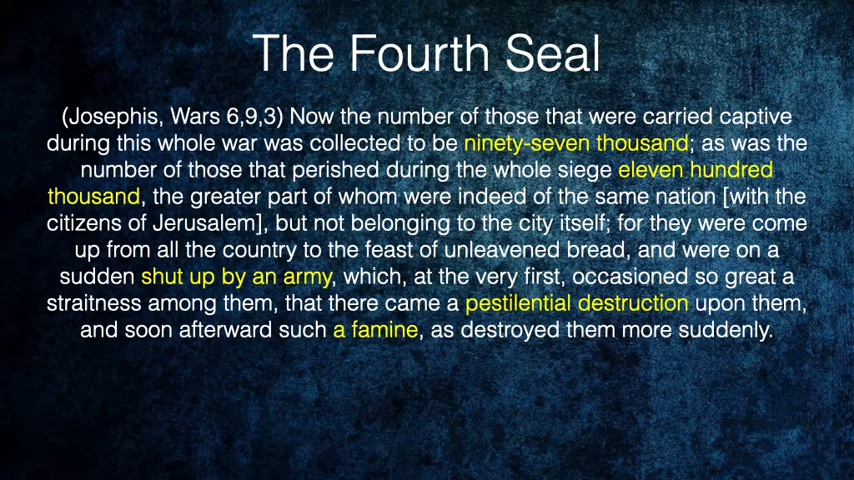 The Fourth Seal
(Josephis, Wars 6,9,3) Now the number of those that were carried captive
during this whole war was collected to be ninety-seven thousand; as was the
number of those that perished during the whole siege eleven hundred
thousand, the greater part of whom were indeed of the same nation [with the
citizens of Jerusalem], but not belonging to the city itself; for they were come
up from all the country to the feast of unleavened bread, and were on a
sudden shut up by an army, which, at the very first, occasioned so great a
straitness among them, that there came a pestilential destruction upon them,
and soon afterward such a famine, as destroyed them more suddenly.